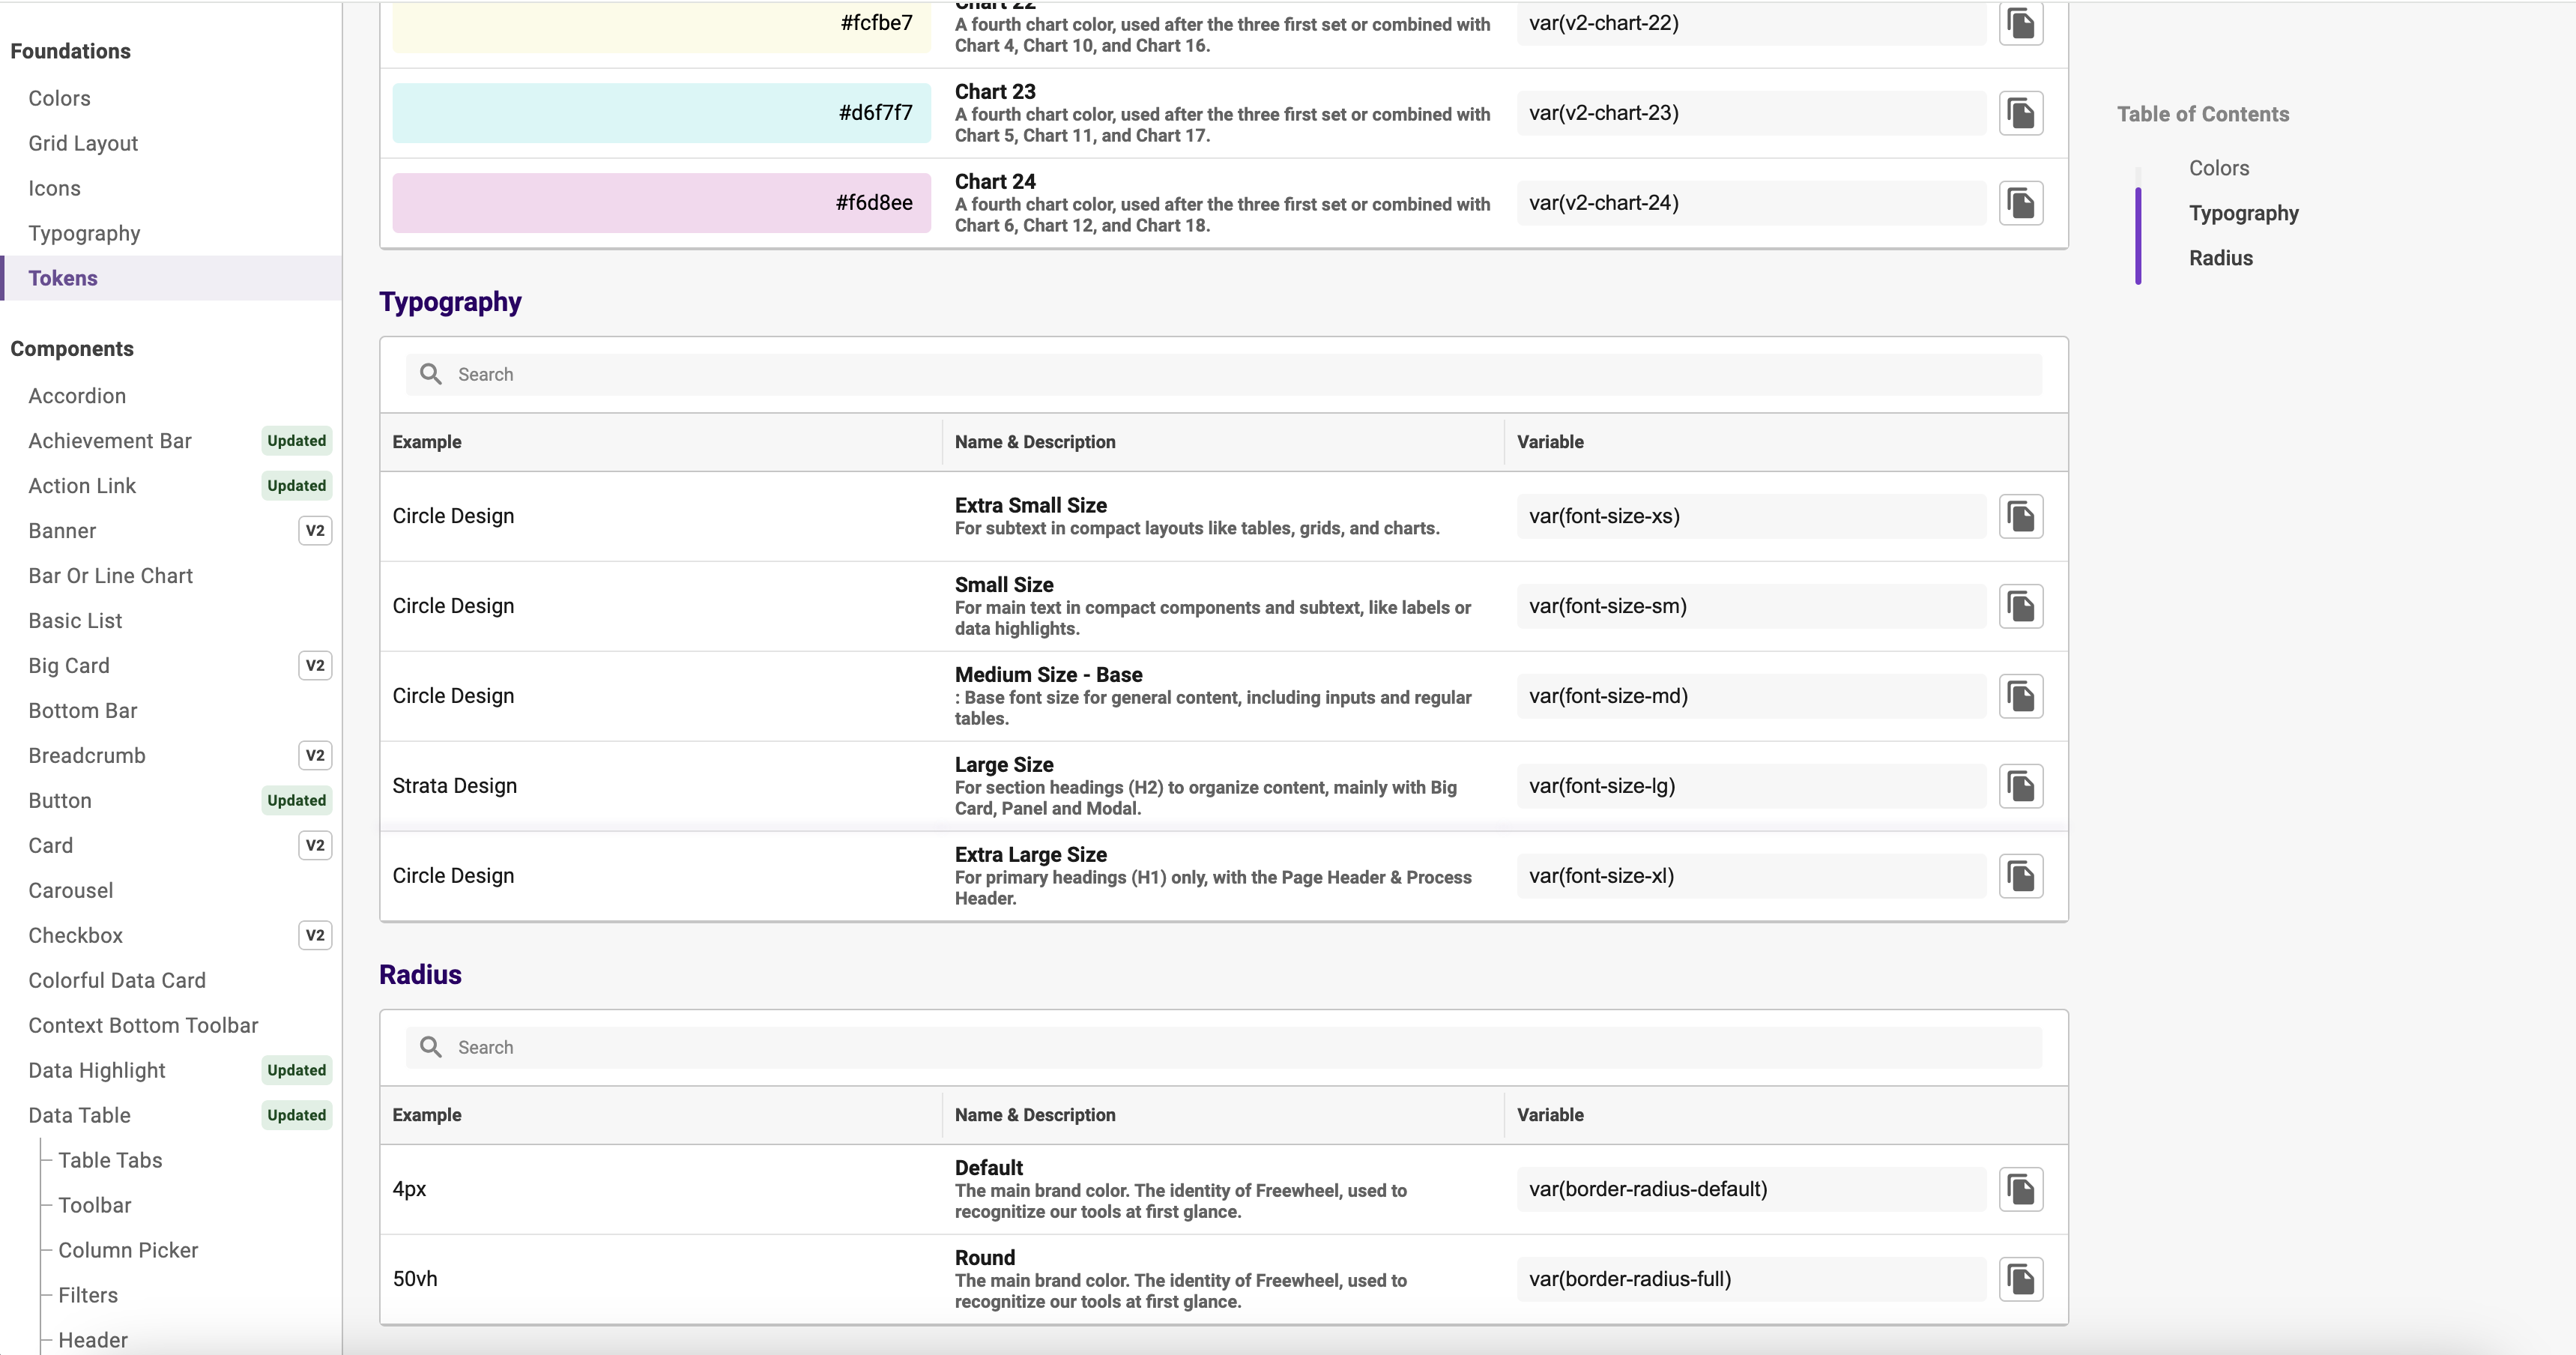 Foundations
Colors
Grid Layout
Icons
Typography
Tokens
Components
Accordion
Achievement Bar Updated
Action Link Updated
Banner V2
Bar Or Line Chart
Basic List
Big Card V2
Bottom Bar
Breadcrumb V2
Button Updated
Card V2
Carousel
Checkbox V2
Colorful Data Card
Context Bottom Toolbar
Data Highlight Updated
Data Table Updated
Table Tabs
Toolbar
Column Picker
Filters
Header
Chart 22
#fcfbe7
A fourth chart color, used after the three first set or combined with
Chart 4, Chart 10, and Chart 16.
var(v2-chart-22)
#d6f7f7
Chart 23
A fourth chart color, used after the three first set or combined with
Chart 5, Chart 11, and Chart 17.
var(v2-chart-23)
#f6d8ee
Chart 24
A fourth chart color, used after the three first set or combined with
Chart 6, Chart 12, and Chart 18.
var(v2-chart-24)
Typography
Search
Example Name & Description Variable
Circle Design
Extra Small Size
For subtext in compact layouts like tables, grids, and charts.
var(font-size-xs)
Circle Design
Small Size
For main text in compact components and subtext, like labels or
data highlights.
var(font-size-sm)
Circle Design
Medium Size - Base
: Base font size for general content, including inputs and regular
tables.
var(font-size-md)
Strata Design
Large Size
For section headings (H2) to organize content, mainly with Big
Card, Panel and Modal.
var(font-size-lg)
Circle Design
Extra Large Size
For primary headings (H1) only, with the Page Header & Process
Header.
var(font-size-xl)
Radius
Search
Example Name & Description Variable
4px
Default
The main brand color. The identity of Freewheel, used to
recognitize our tools at first glance.
var(border-radius-default)
50vh
Round
The main brand color. The identity of Freewheel, used to
recognitize our tools at first glance.
var(border-radius-full)
Table of Contents
Colors
Typography
Radius